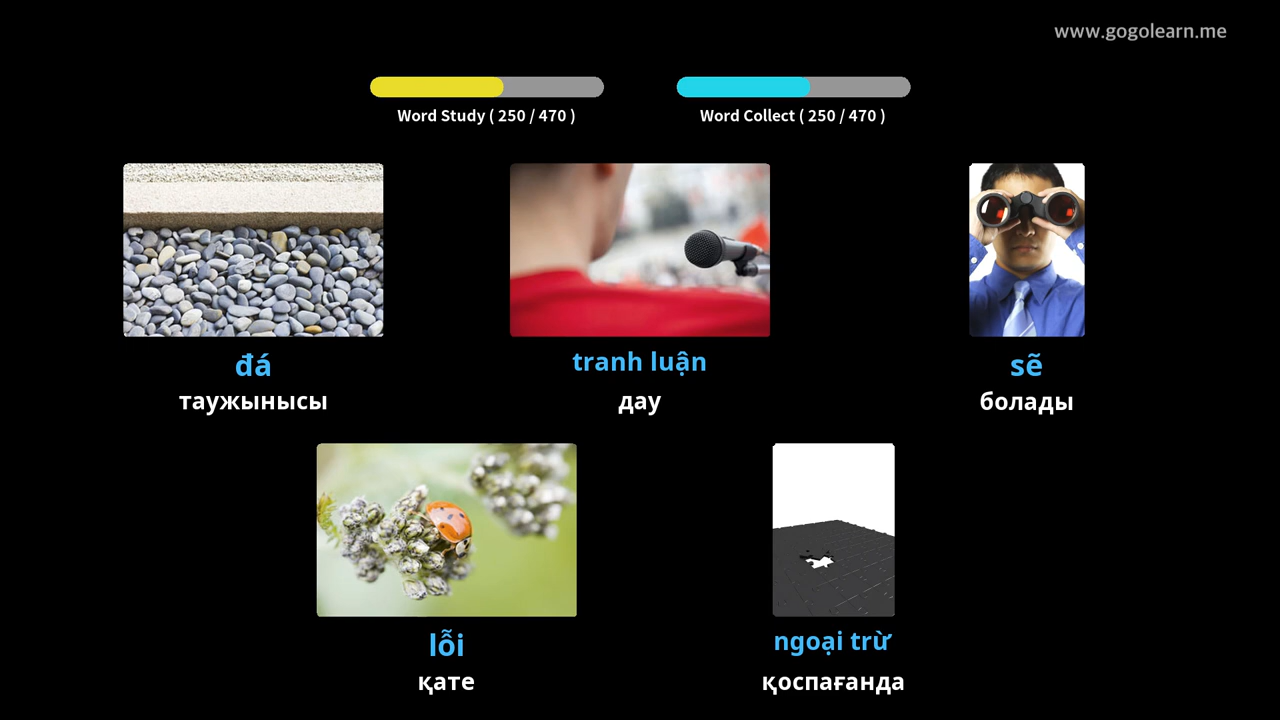 www.gogolearn.me
Word Study ( 250 / 470 )
Word Collect ( 250 / 470 )
đá
таужынысы
tranh luận
дау
sẽ
болады
lỗi
қате
ngoại trừ
қоспағанда